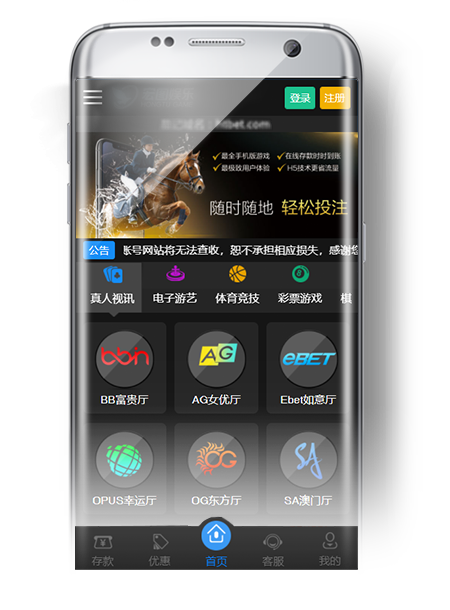 登录 注册
最全手机版游戏 在线存款时时到账
最极致用户体验 H5技术更省流量
随时随地 轻松投注
公告 账号网站将无法查收，恕不承担相应损失，感谢您
真人视讯 电子游艺 体育竞技 彩票游戏 棋
bbin AG eBET
BB富贵厅 AG女优厅 Ebet如意厅
OG SA
OPUS幸运厅 OG东方厅 SA澳门厅
存款 优惠 首页 客服 我的